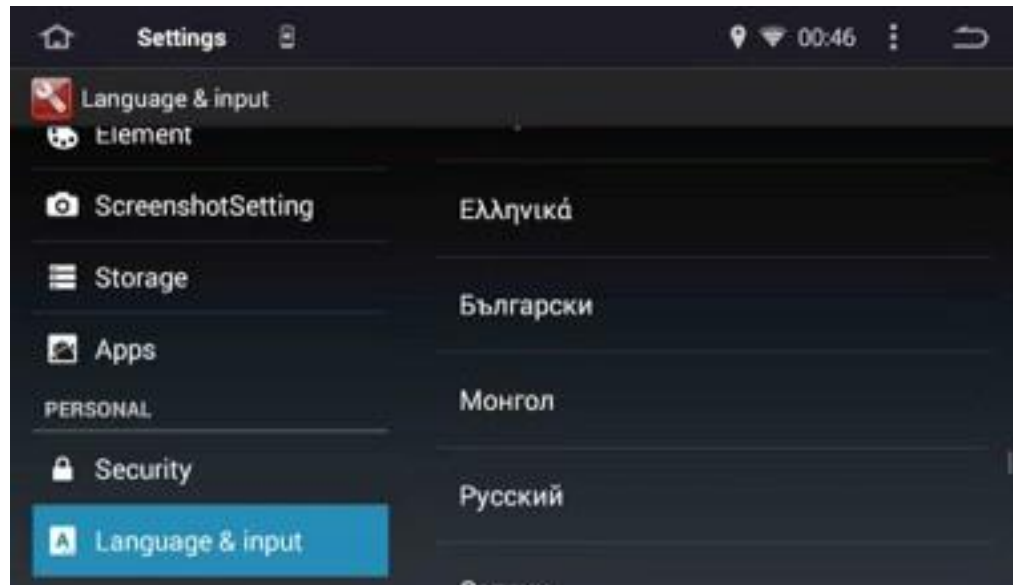 Settings
00:46
Language & input
Element
ScreenshotSetting
Storage
Apps
PERSONAL
Security
Language & input
Ελληνικά
Български
Монгол
Русский